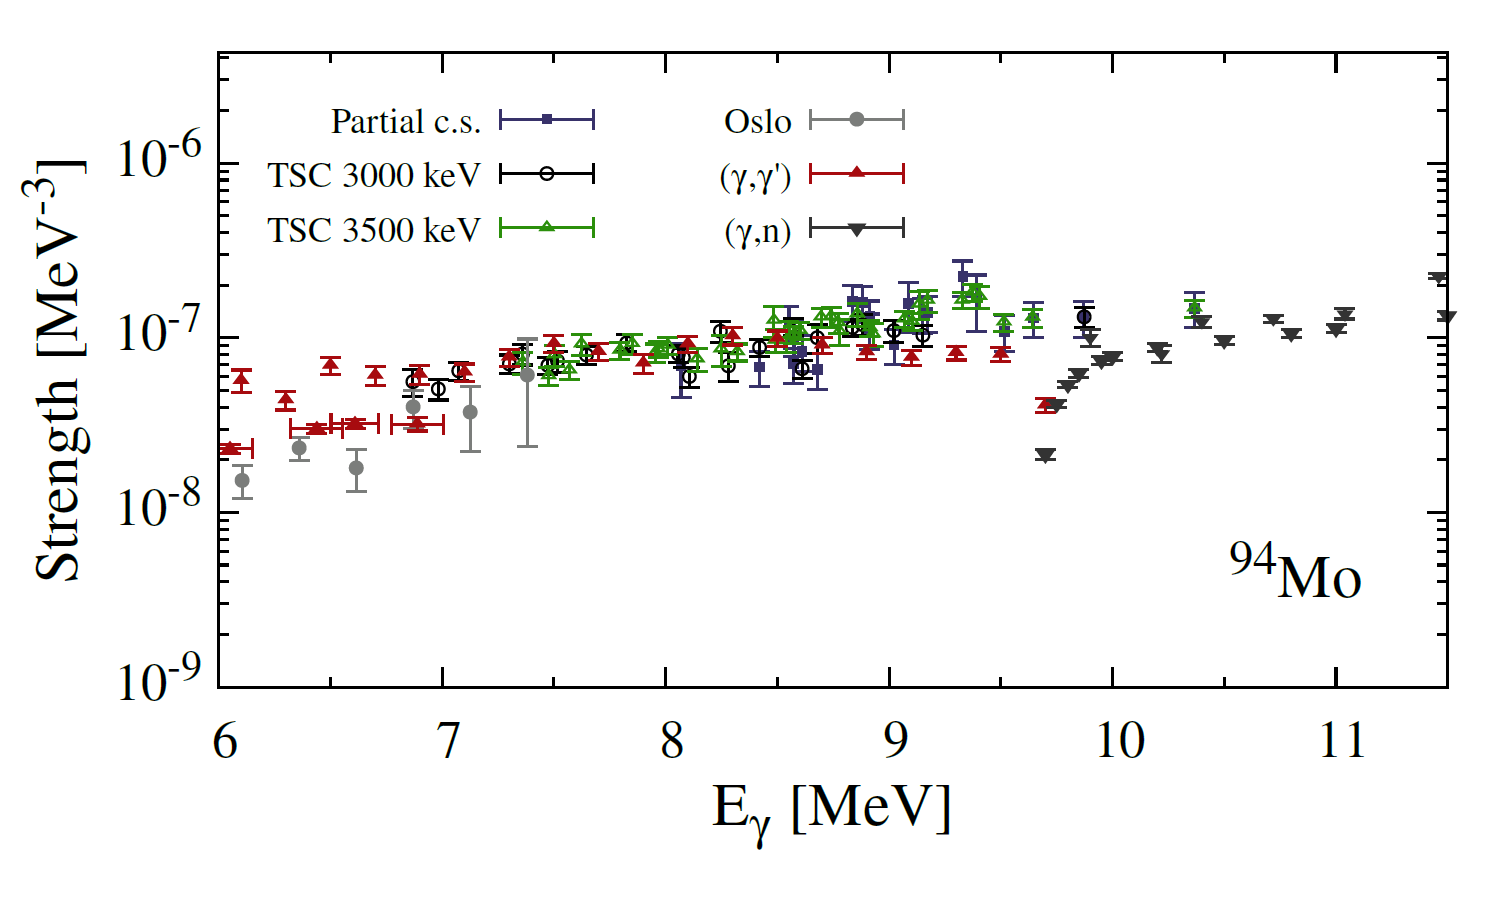 Strength [MeV⁻³]
10⁻⁶
10⁻⁷
10⁻⁸
10⁻⁹
Partial c.s.
TSC 3000 keV
TSC 3500 keV
Oslo
(γ,γ')
(γ,n)
⁹⁴Mo
6 7 8 9 10 11
Eᵧ [MeV]